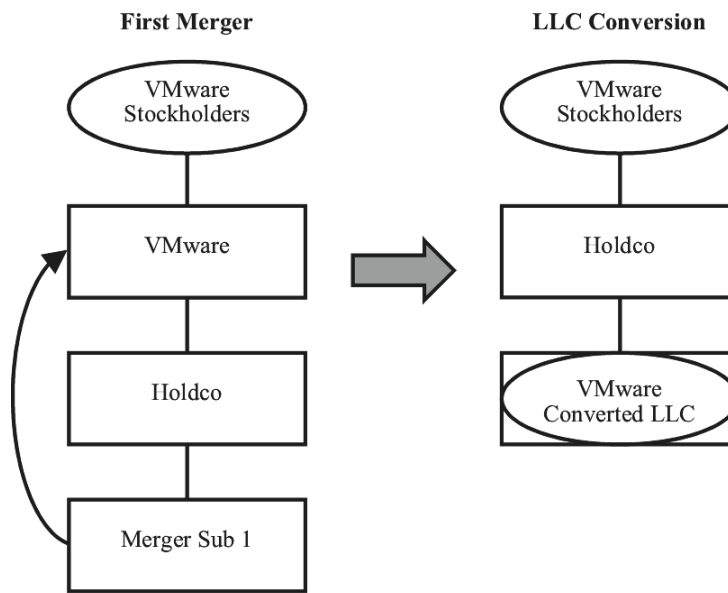 First Merger
VMware
Stockholders
VMware
Holdco
Merger Sub 1
LLC Conversion
VMware
Stockholders
Holdco
VMware
Converted LLC